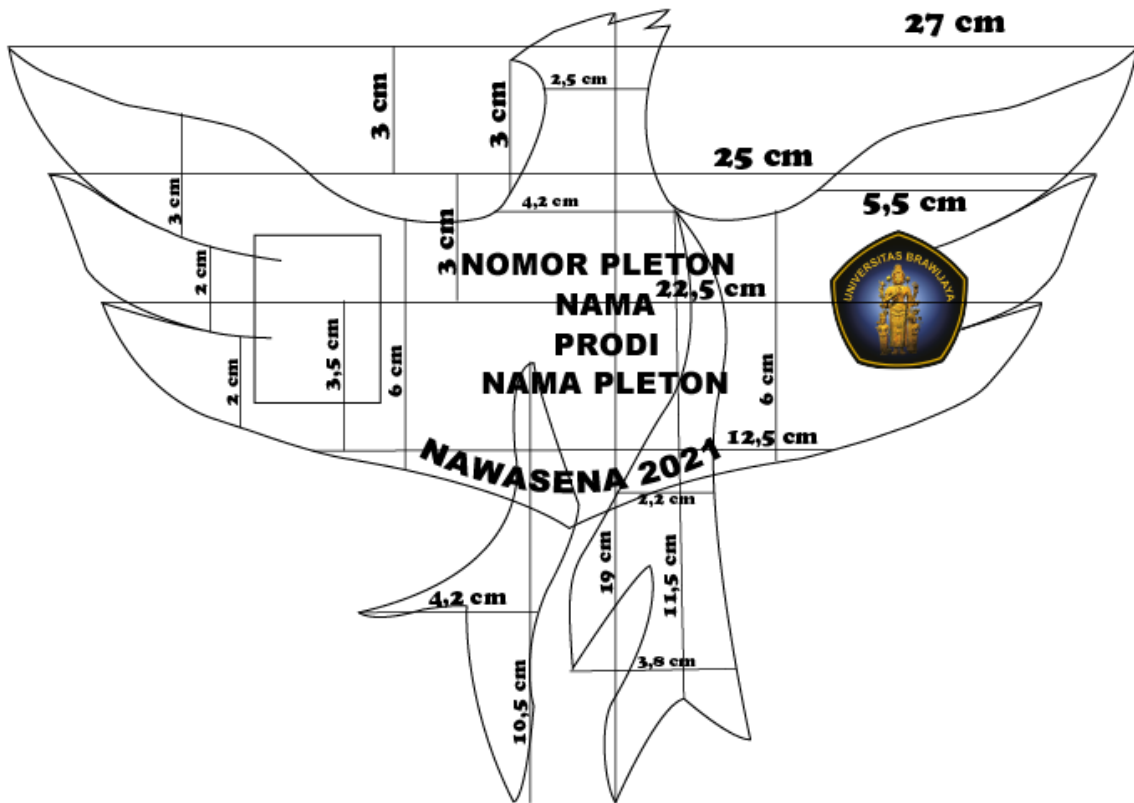 27 cm
2,5 cm
3 cm
3 cm
25 cm
3 cm
4,2 cm
5,5 cm
3 cm
2 cm
NOMOR PLETON
22,5 cm
NAMA
PRODI
NAMA PLETON
UNIVERSITAS BRAWIJAYA
3,5 cm
6 cm
6 cm
2 cm
12,5 cm
NAWASENA 2021
2,2 cm
19 cm
11,5 cm
4,2 cm
3,8 cm
10,5 cm